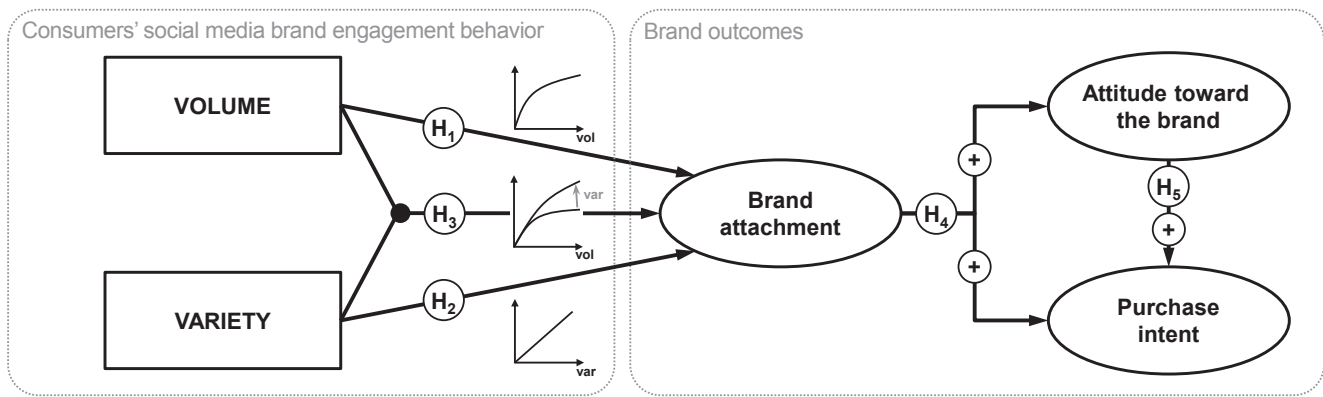 Consumers’ social media brand engagement behavior
Brand outcomes
VOLUME
H1
vol
Attitude toward
the brand
+
H3
var
vol
Brand
attachment
H4
H5
+
+
VARIETY
H2
var
Purchase
intent